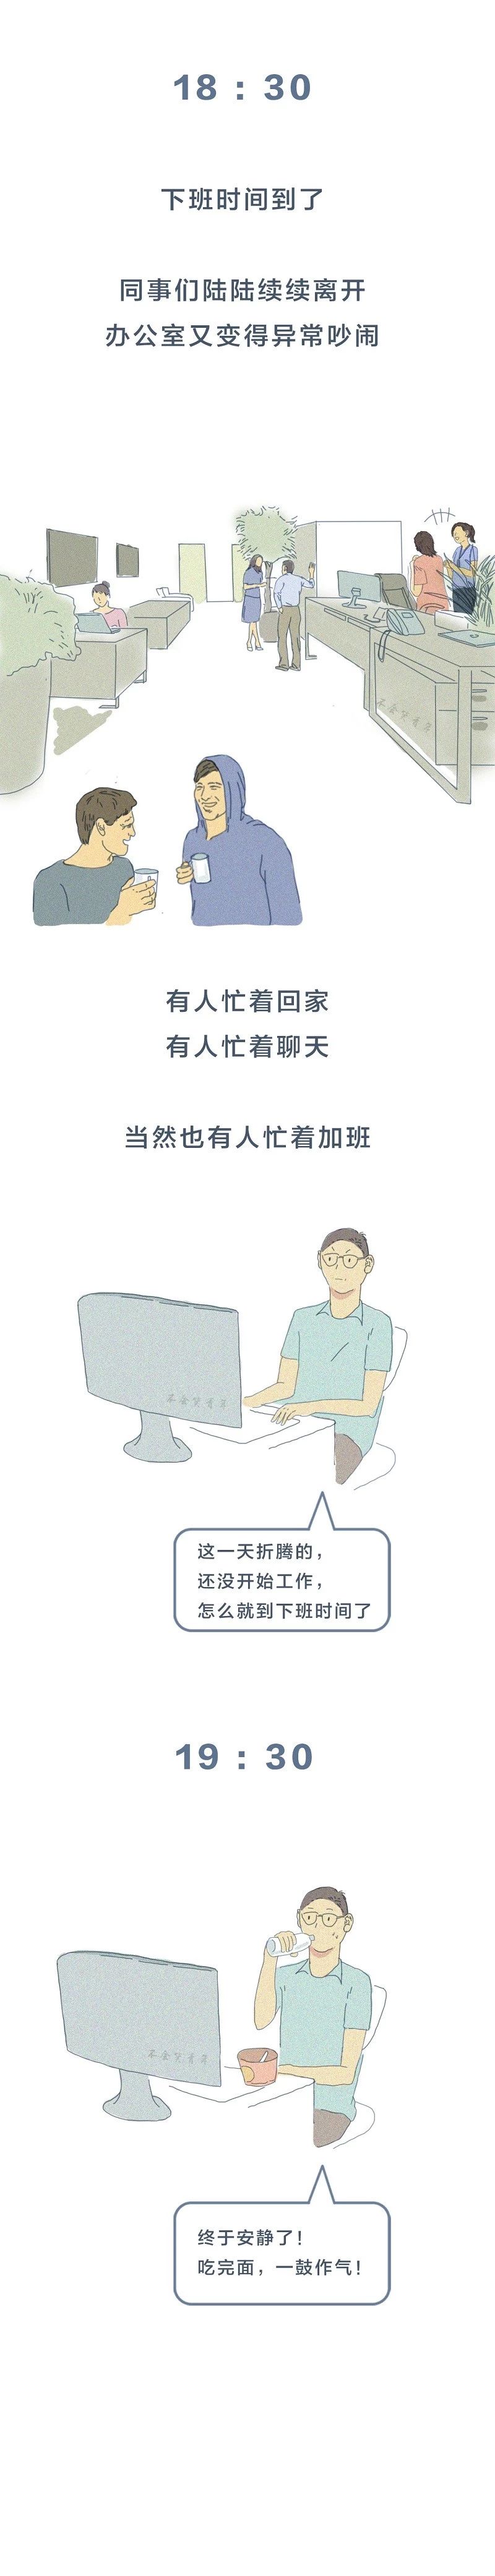 18：30
下班时间到了
同事们陆陆续续离开
办公室又变得异常吵闹
有人忙着回家
有人忙着聊天
当然也有人忙着加班
这一天折腾的，
还没开始工作，
怎么就到下班时间了
19：30
终于安静了！
吃完面，一鼓作气！